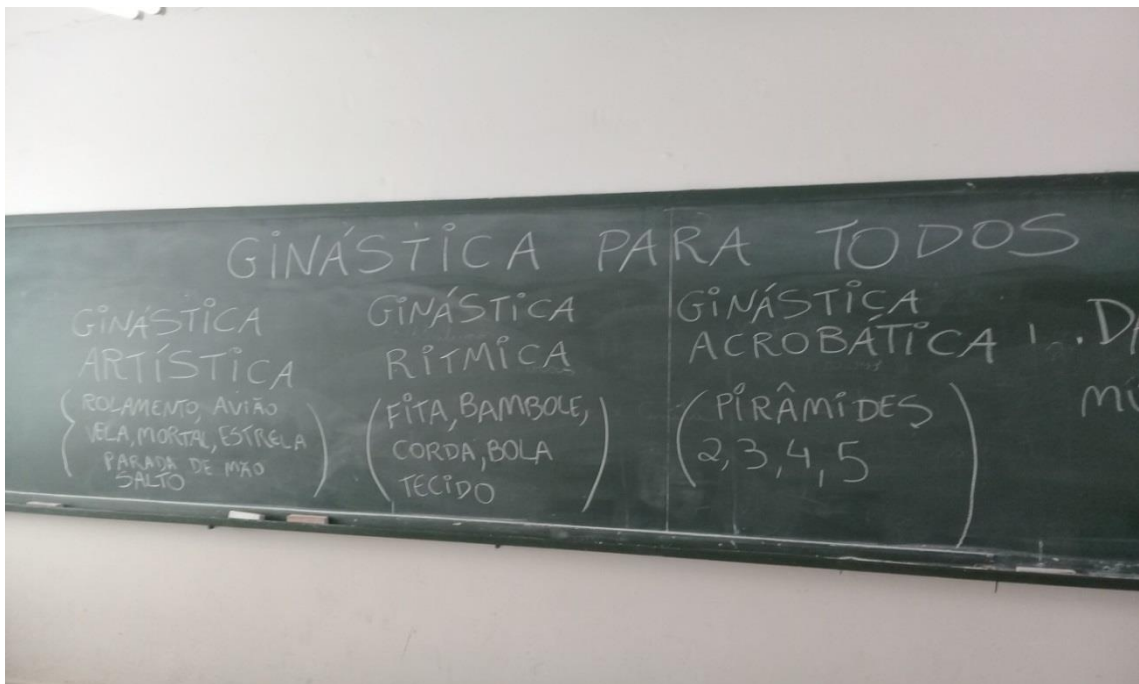 GINÁSTICA PARA TODOS
GINÁSTICA
ARTÍSTICA
(ROLAMENTO, AVIÃO
VELA, MORTAL, ESTRELA
PARADA DE MÃO
SALTO)
GINÁSTICA
RITMICA
(FITA, BAMBOLE,
CORDA, BOLA
TECIDO)
GINÁSTICA
ACROBÁTICA
(PIRÂMIDES
2, 3, 4, 5)